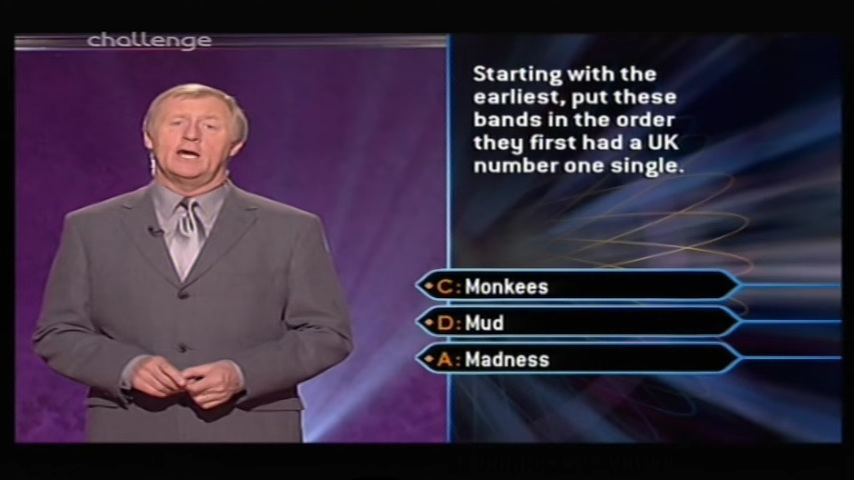 challenge
Starting with the
earliest, put these
bands in the order
they first had a UK
number one single.
C: Monkees
D: Mud
A: Madness